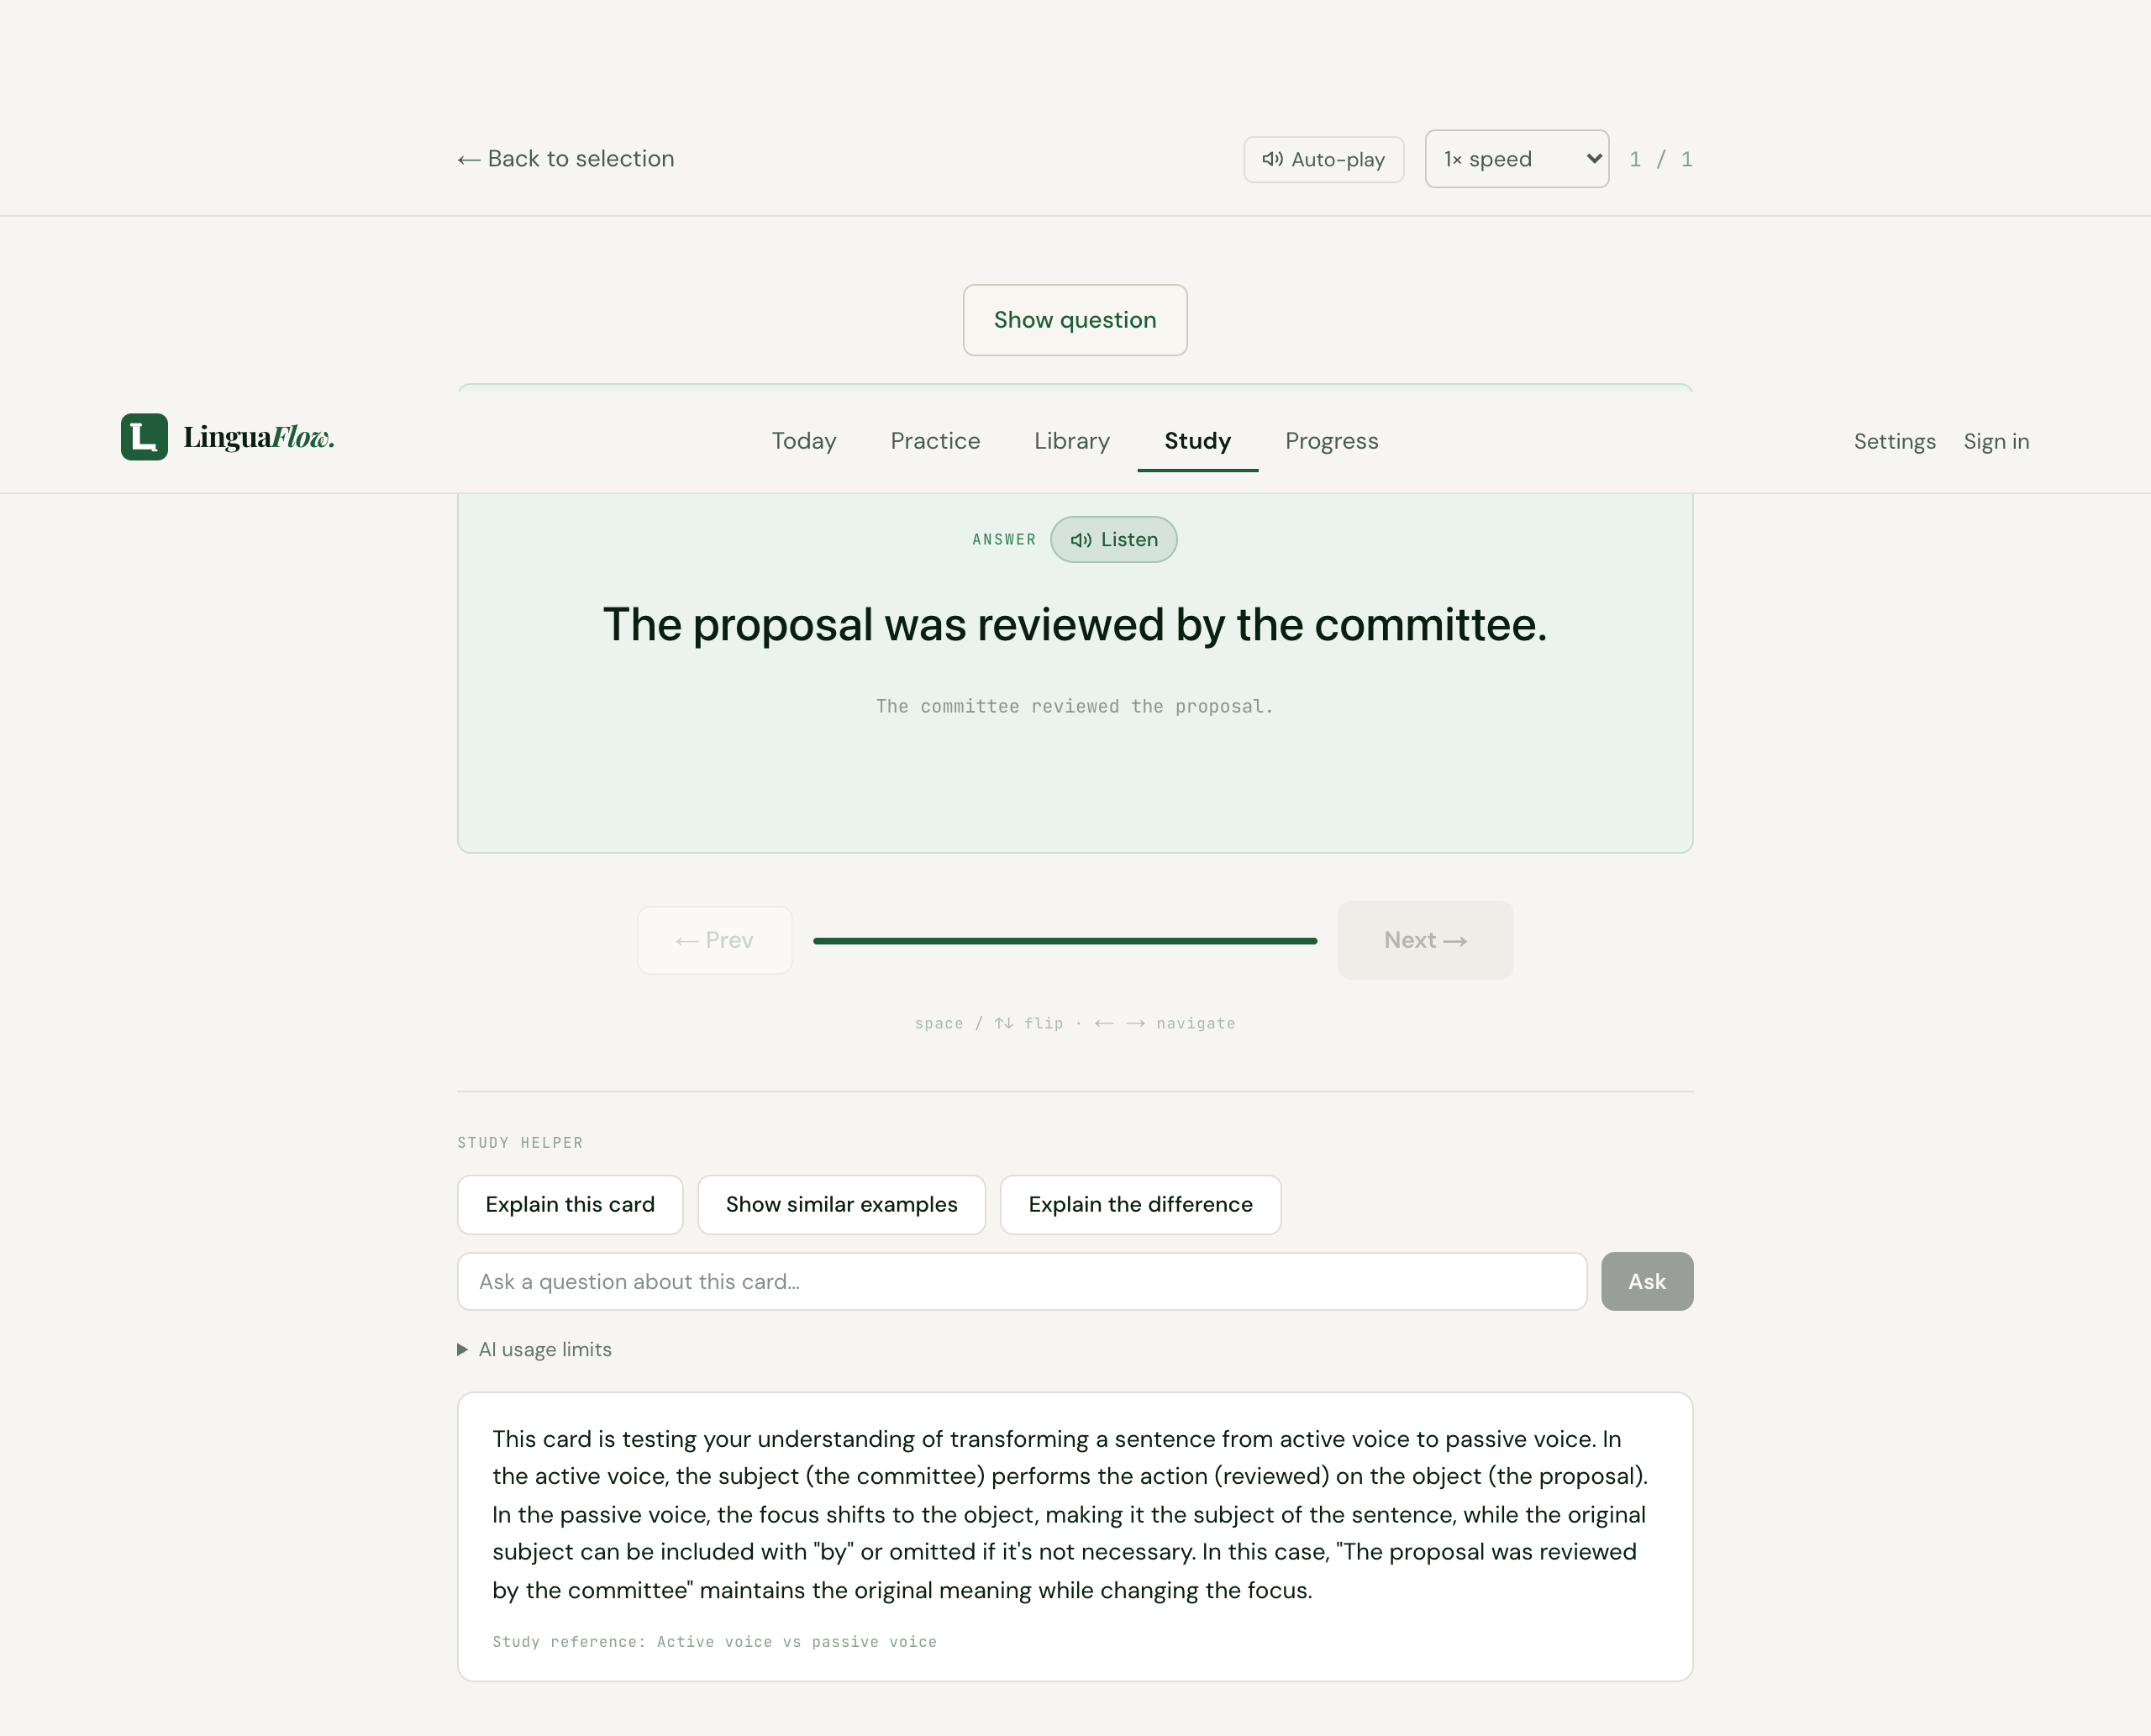 ← Back to selection
Auto-play
1× speed
1 / 1
Show question
LinguaFlow.
Today Practice Library Study Progress
Settings Sign in
ANSWER Listen
The proposal was reviewed by the committee.
The committee reviewed the proposal.
← Prev
Next →
space / ↑↓ flip · ← → navigate
STUDY HELPER
Explain this card
Show similar examples
Explain the difference
Ask a question about this card...
Ask
▶ AI usage limits
This card is testing your understanding of transforming a sentence from active voice to passive voice. In
the active voice, the subject (the committee) performs the action (reviewed) on the object (the proposal).
In the passive voice, the focus shifts to the object, making it the subject of the sentence, while the original
subject can be included with "by" or omitted if it's not necessary. In this case, "The proposal was reviewed
by the committee" maintains the original meaning while changing the focus.
Study reference: Active voice vs passive voice